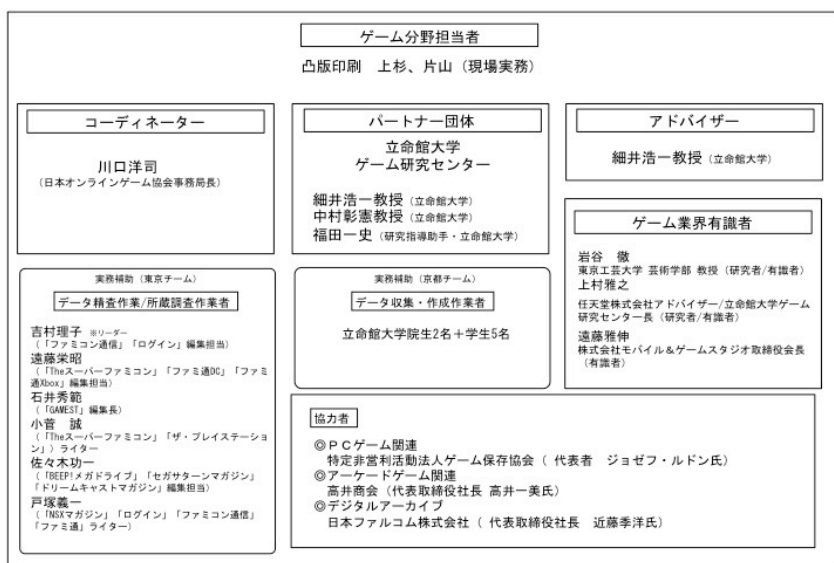 ゲーム分野担当者
凸版印刷　上杉、片山（現場実務）
コーディネーター
川口洋司
（日本オンラインゲーム協会事務局長）
パートナー団体
立命館大学
ゲーム研究センター
細井浩一教授（立命館大学）
中村彰憲教授（立命館大学）
福田一史（研究指導助手・立命館大学）
アドバイザー
細井浩一教授（立命館大学）
ゲーム業界有識者
岩谷　徹
東京工芸大学 芸術学部 教授（研究者/有識者）
上村雅之
任天堂株式会社アドバイザー/立命館大学ゲーム
研究センター長（研究者/有識者）
遠藤雅伸
株式会社モバイル＆ゲームスタジオ取締役会長
（有識者）
実務補助（東京チーム）
データ精査作業/所蔵調査作業者
吉村理子 ※リーダー
（「ファミコン通信」「ログイン」編集担当）
遠藤栄昭
（「Theスーパーファミコン」「ファミ通DC」「ファミ
通Xbox」編集担当）
石井秀範
（「GAMEST」編集長）
小菅　誠
（「Theスーパーファミコン」「ザ・プレイステーショ
ン」）ライター
佐々木功一
（「BEEP!メガドライブ」「セガサターンマガジン」
「ドリームキャストマガジン」編集担当）
戸塚義一
（「NSXマガジン」「ログイン」「ファミコン通信」
「ファミ通」ライター）
実務補助（京都チーム）
データ収集・作成作業者
立命館大学院生2名＋学生5名
協力者
◎ＰＣゲーム関連
特定非営利活動法人ゲーム保存協会（ 代表者　ジョゼフ・ルドン氏）
◎アーケードゲーム関連
高井商会（代表取締役社長 高井一美氏）
◎デジタルアーカイブ
日本ファルコム株式会社（ 代表取締役社長　近藤季洋氏）